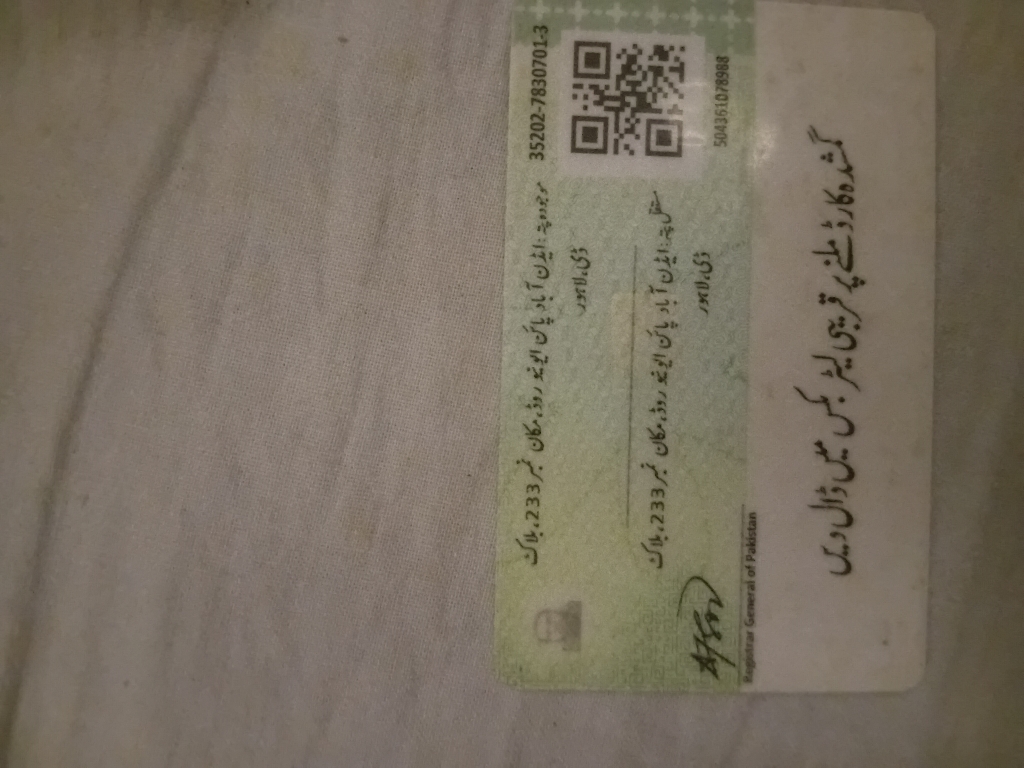 35202-7830701-3
موجودہ پتہ: ایڈن آباد پائن ایونیو روڈ، مکان نمبر 233، بلاک
ڈی، لاہور
مستقل پتہ: ایڈن آباد پائن ایونیو روڈ، مکان نمبر 233، بلاک
ڈی، لاہور
504361078988
Registrar General of Pakistan
گمشدہ کارڈ ملنے پر قریبی لیٹر بکس میں ڈال دیں